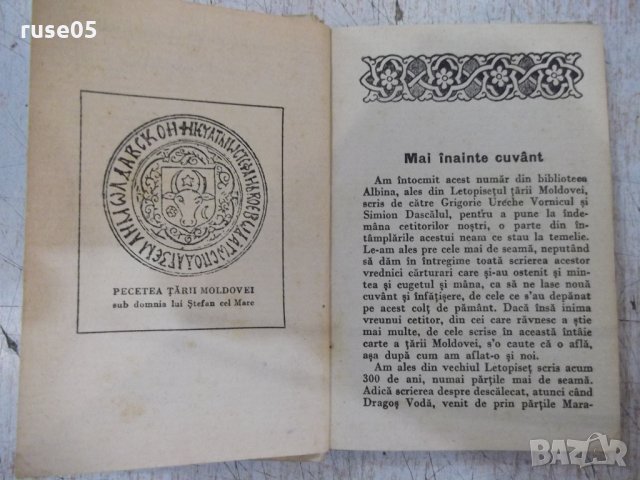 ruse05
PECETEA ȚĂRII MOLDOVEI
sub domnia lui Ștefan cel Mare
Mai înainte cuvânt
Am întocmit acest număr din biblioteca
Albina, ales din Letopisețul țării Moldovei,
scris de către Grigorie Ureche Vornicul și
Simion Dascălul, pentru a pune la înde-
mâna cetitorilor noștri, o parte din în-
tâmplările acestui neam ce stau la temelie.
Le-am ales pre cele mai de seamă, neputând
să dăm în întregime toată scrierea acestor
vrednici cărturari care și-au ostenit și min-
tea și cugetul și mâna, ca să ne lase nouă
cuvânt și înfățișere, de cele ce s'au depănat
pe acest colț de pământ. Dacă însă inima
vreunui cetitor, din cei care râvnesc a știe
mai multe, de cele scrise în această întâie
carte a țării Moldovei, s'o caute că o află,
așa după cum am aflat-o și noi.
Am ales din vechiul Letopiseț scris acum
300 de ani, numai părțile mai de seamă.
Adică scrierea despre descălecat, atunci când
Dragoș Vodă, venit de prin părțile Mara-
BAZAR
bg